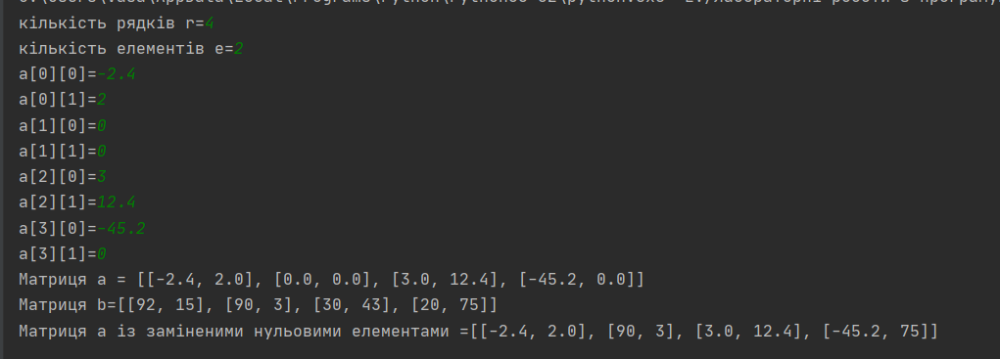 кількість рядків r=4
кількість елементів e=2
a[0][0]=-2.4
a[0][1]=2
a[1][0]=0
a[1][1]=0
a[2][0]=3
a[2][1]=12.4
a[3][0]=-45.2
a[3][1]=0
Матриця a = [[-2.4, 2.0], [0.0, 0.0], [3.0, 12.4], [-45.2, 0.0]]
Матриця b=[[92, 15], [90, 3], [30, 43], [20, 75]]
Матриця a із заміненими нульовими елементами =[[-2.4, 2.0], [90, 3], [3.0, 12.4], [-45.2, 75]]